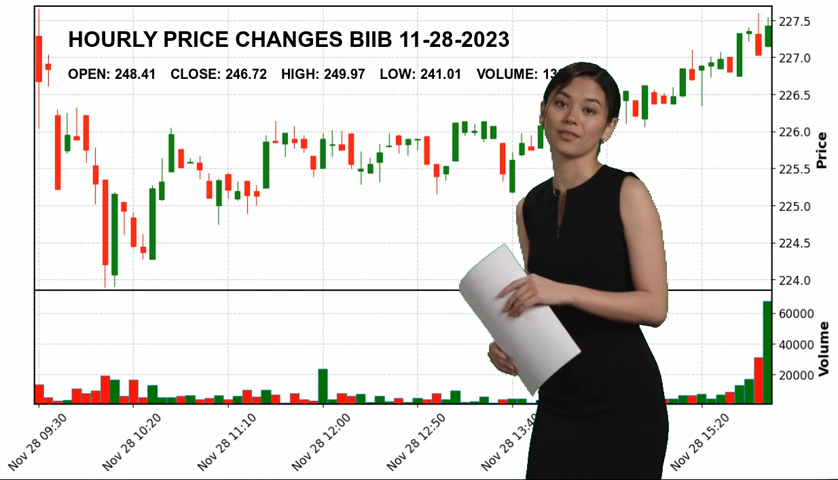 HOURLY PRICE CHANGES BIIB 11-28-2023
OPEN: 248.41 CLOSE: 246.72 HIGH: 249.97 LOW: 241.01 VOLUME:
227.5
227.0
226.5
226.0
225.5
225.0
224.5
224.0
Price
60000
40000
20000
Volume
Nov 28 09:30
Nov 28 10:20
Nov 28 11:10
Nov 28 12:00
Nov 28 12:50
Nov 28 13:40
Nov 28 15:20